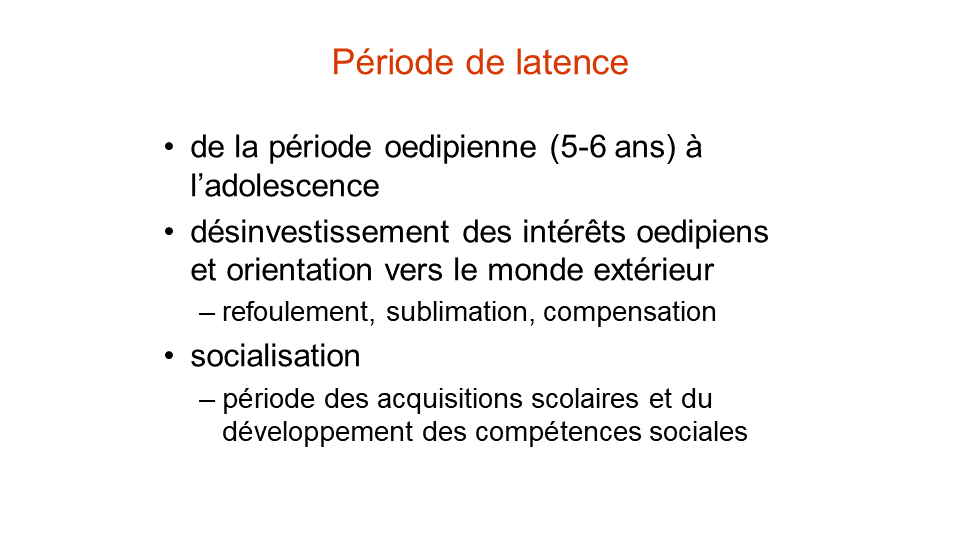 Période de latence
• de la période oedipienne (5-6 ans) à
l’adolescence
• désinvestissement des intérêts oedipiens
et orientation vers le monde extérieur
– refoulement, sublimation, compensation
• socialisation
– période des acquisitions scolaires et du
développement des compétences sociales